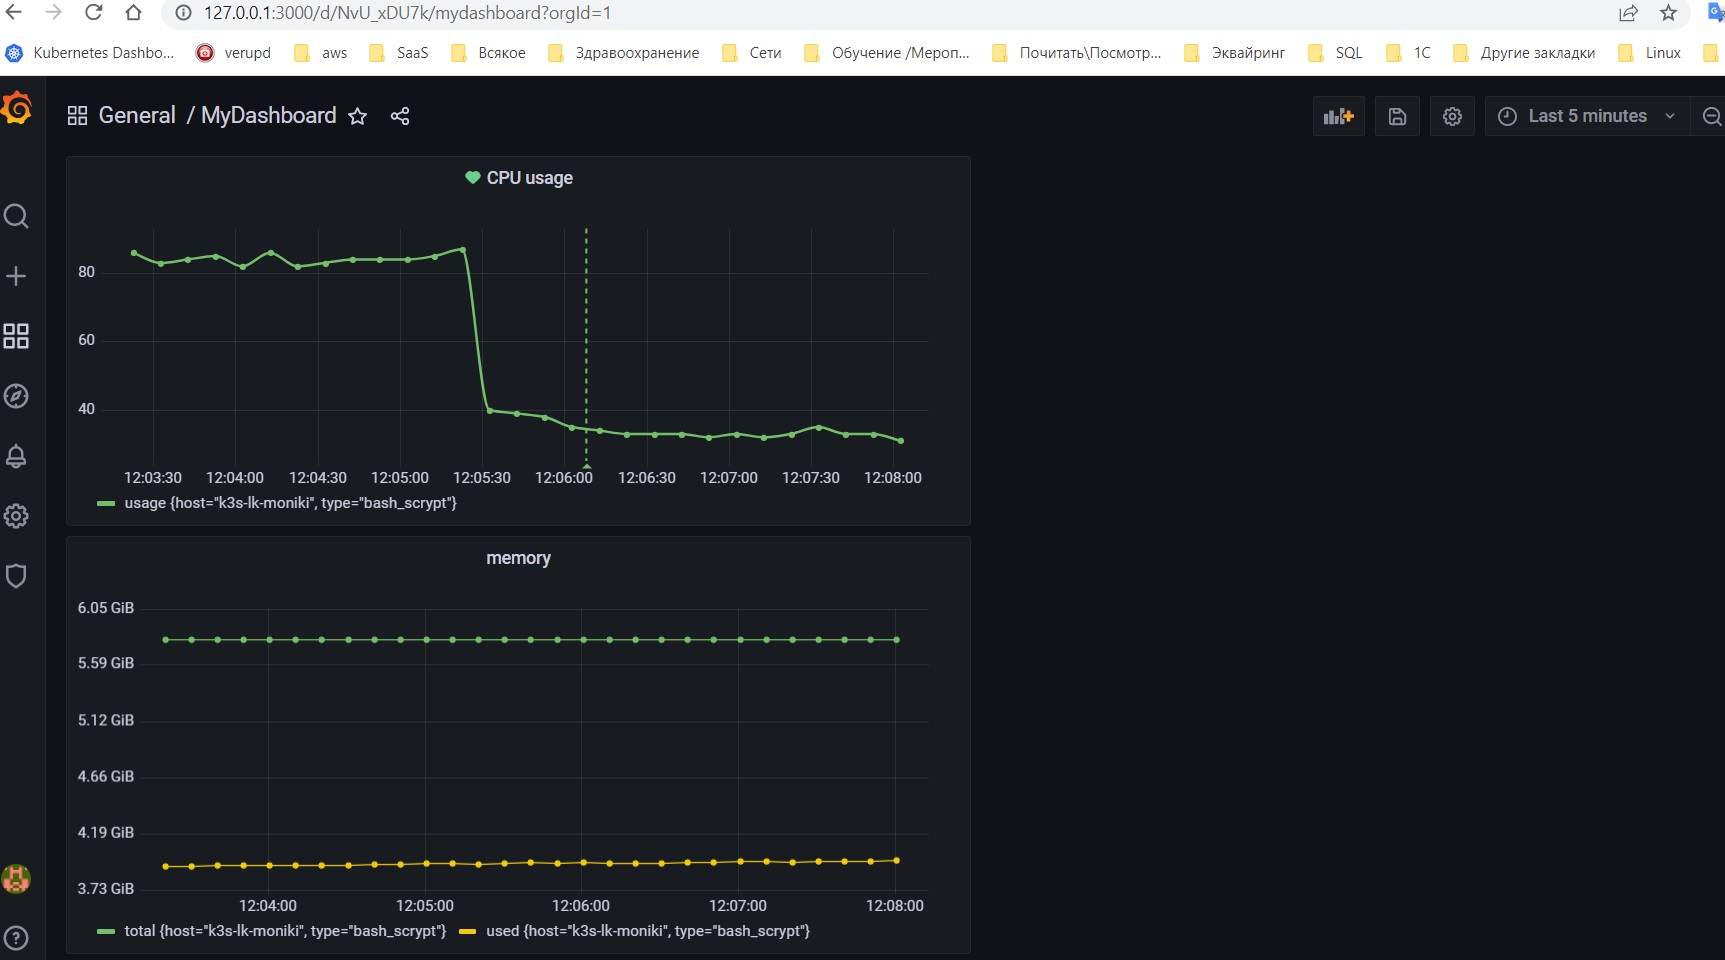 127.0.0.1:3000/d/NvU_xDU7k/mydashboard?orgId=1
Kubernetes Dashbo... verupd aws SaaS Всякое Здравоохранение Сети Обучение /Мероп... Почитать\Посмотр... Эквайринг SQL 1C Другие закладки Linux
General / MyDashboard Last 5 minutes
CPU usage
80
60
40
12:03:30 12:04:00 12:04:30 12:05:00 12:05:30 12:06:00 12:06:30 12:07:00 12:07:30 12:08:00
usage {host="k3s-lk-moniki", type="bash_scrypt"}
memory
6.05 GiB
5.59 GiB
5.12 GiB
4.66 GiB
4.19 GiB
3.73 GiB
12:04:00 12:05:00 12:06:00 12:07:00 12:08:00
total {host="k3s-lk-moniki", type="bash_scrypt"} used {host="k3s-lk-moniki", type="bash_scrypt"}